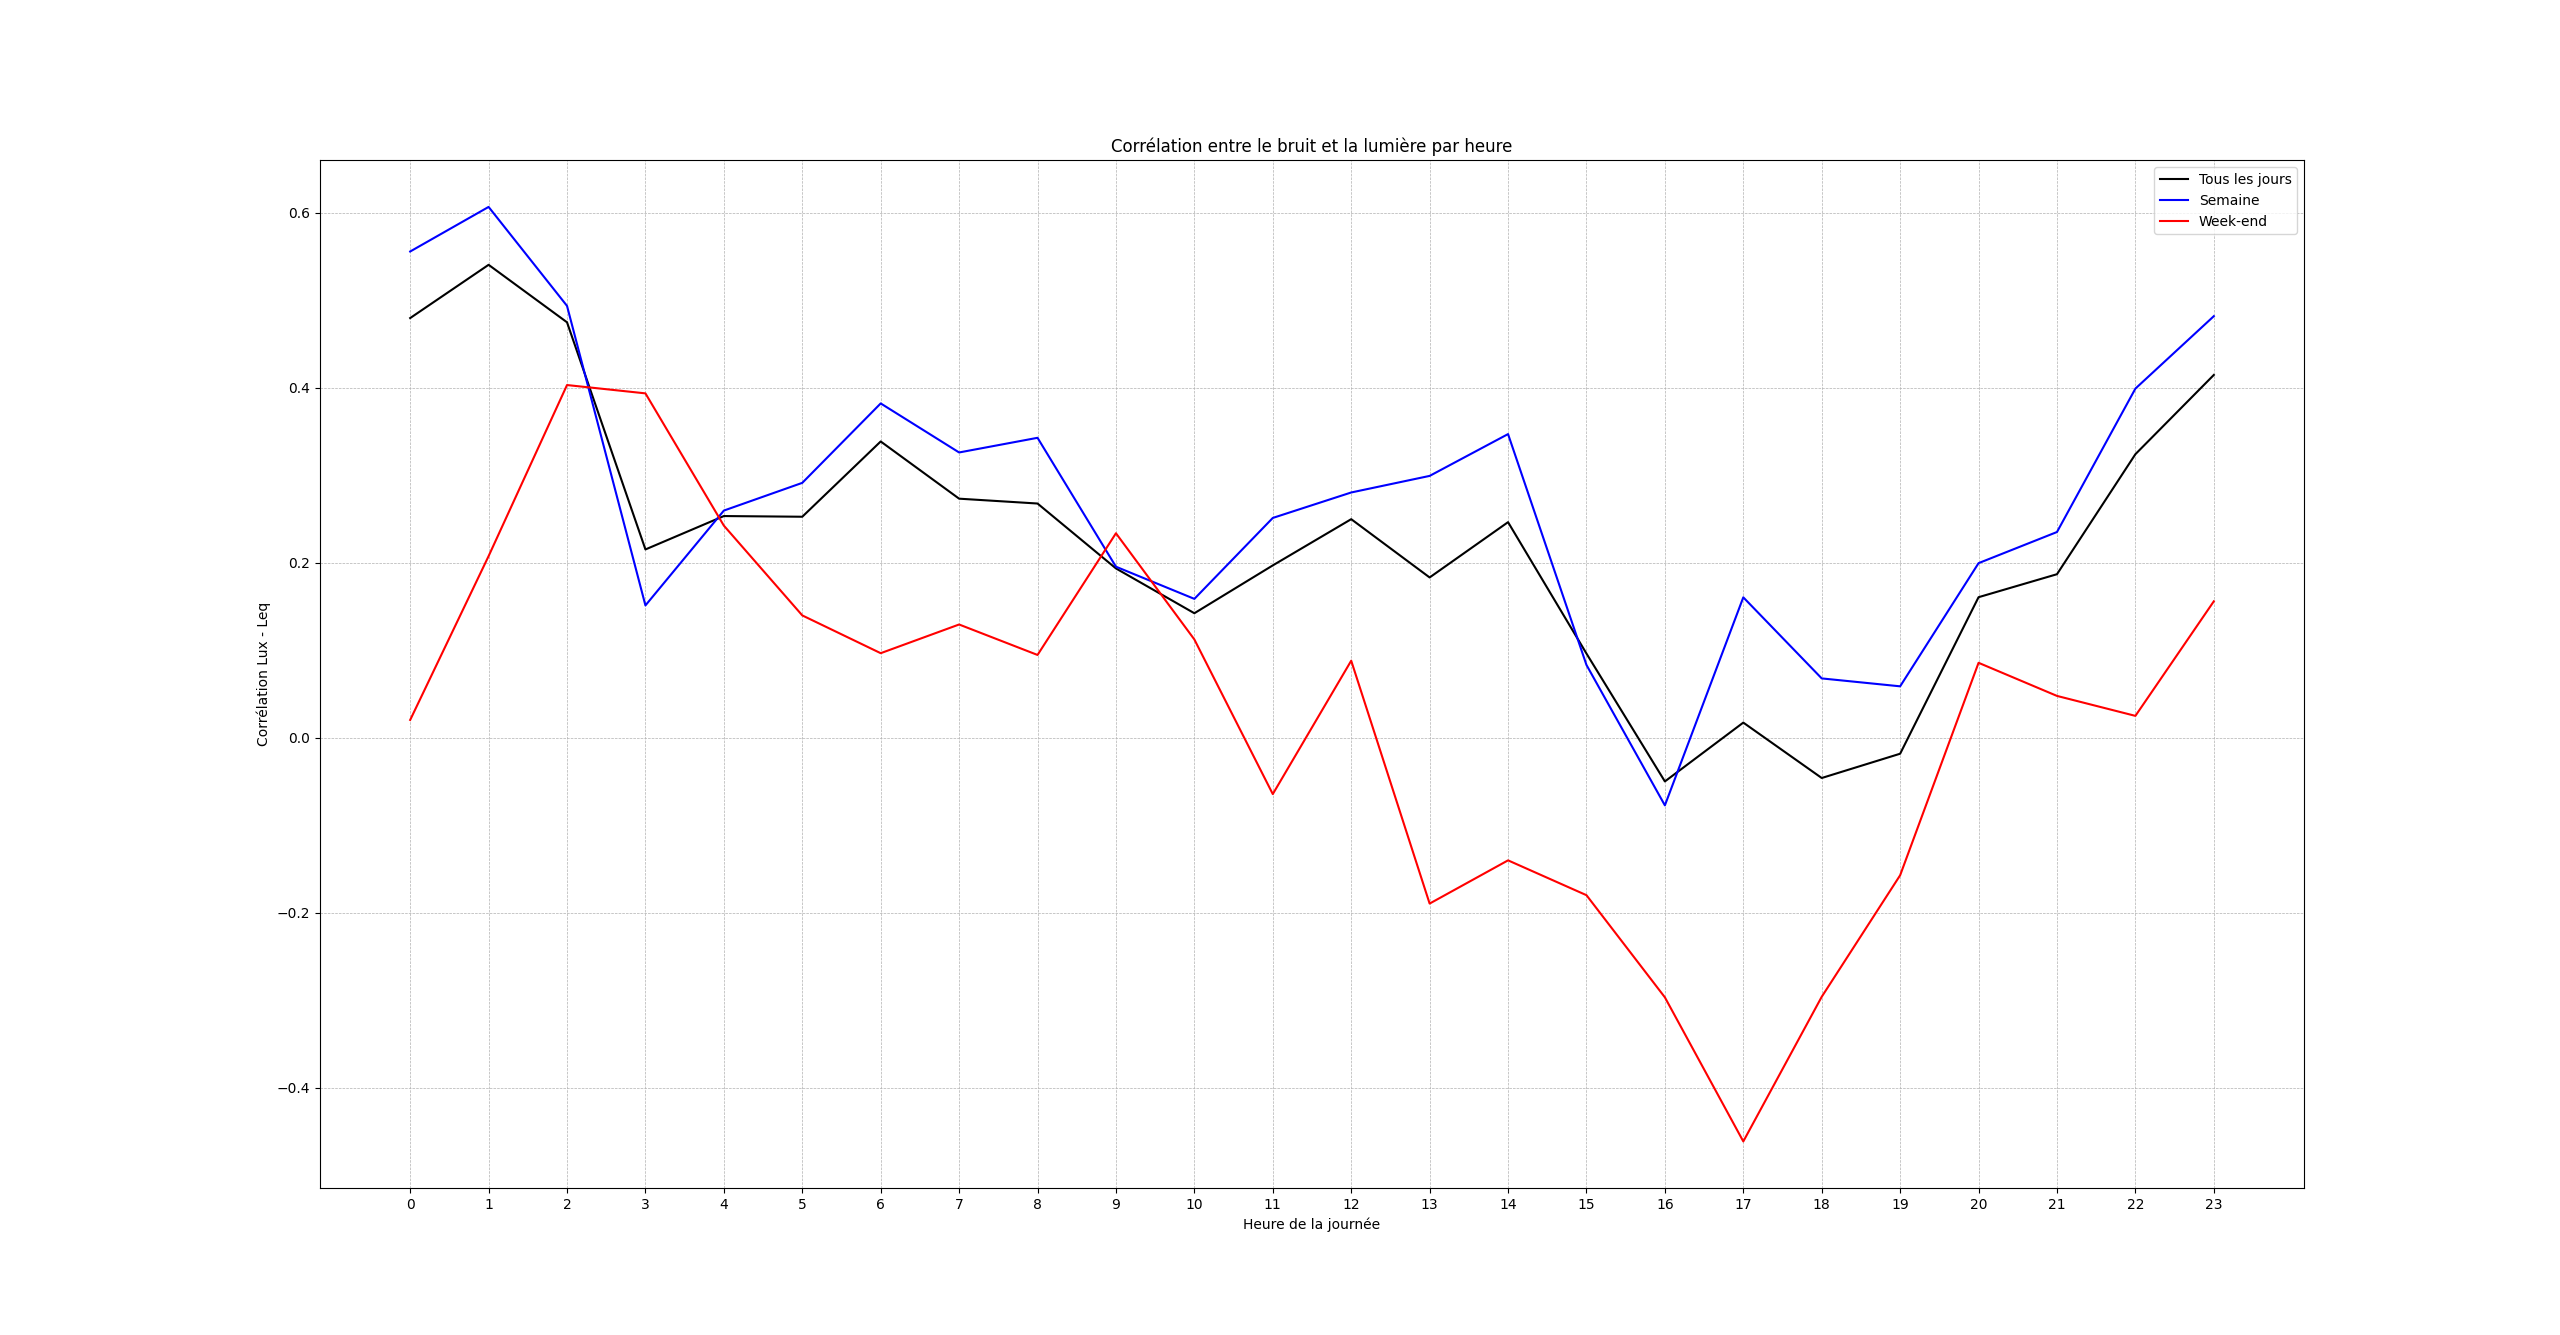 Corrélation entre le bruit et la lumière par heure
Tous les jours
Semaine
Week-end
0.6
0.4
0.2
0.0
−0.2
−0.4
Corrélation Lux - Leq
0 1 2 3 4 5 6 7 8 9 10 11 12 13 14 15 16 17 18 19 20 21 22 23
Heure de la journée